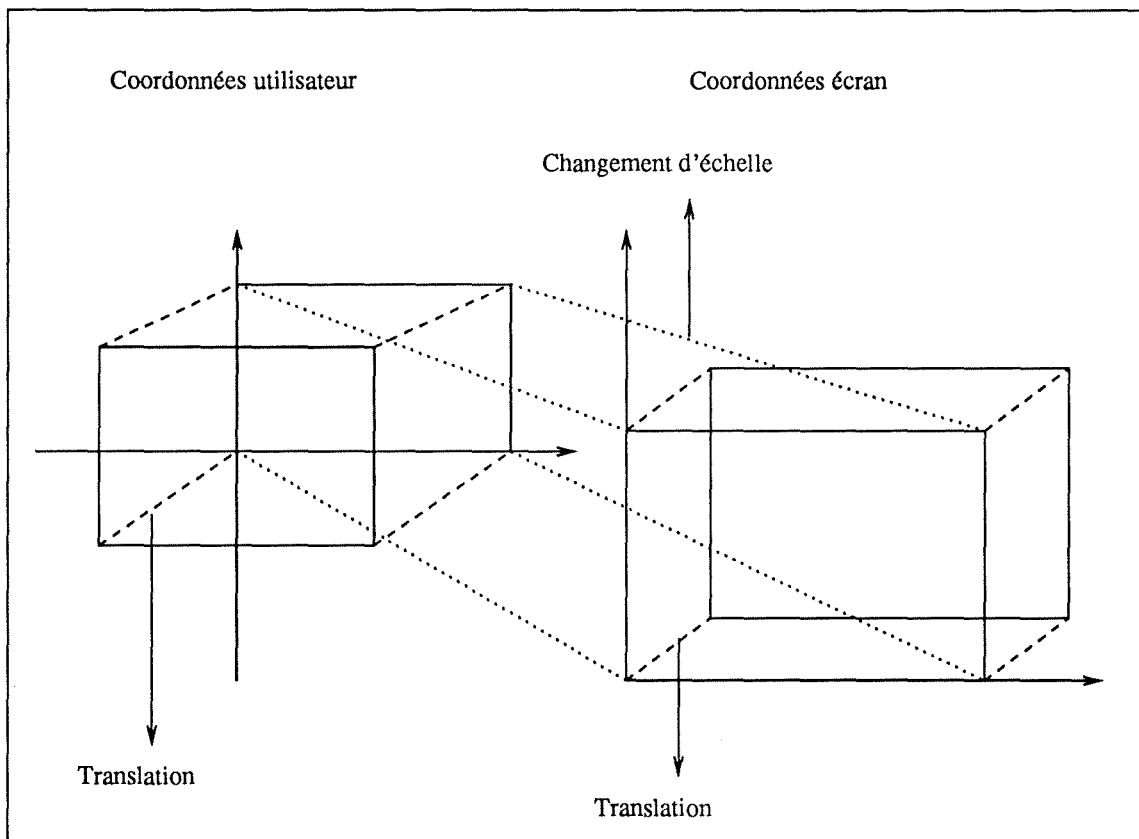 Coordonnées utilisateur
Coordonnées écran
Changement d'échelle
Translation
Translation